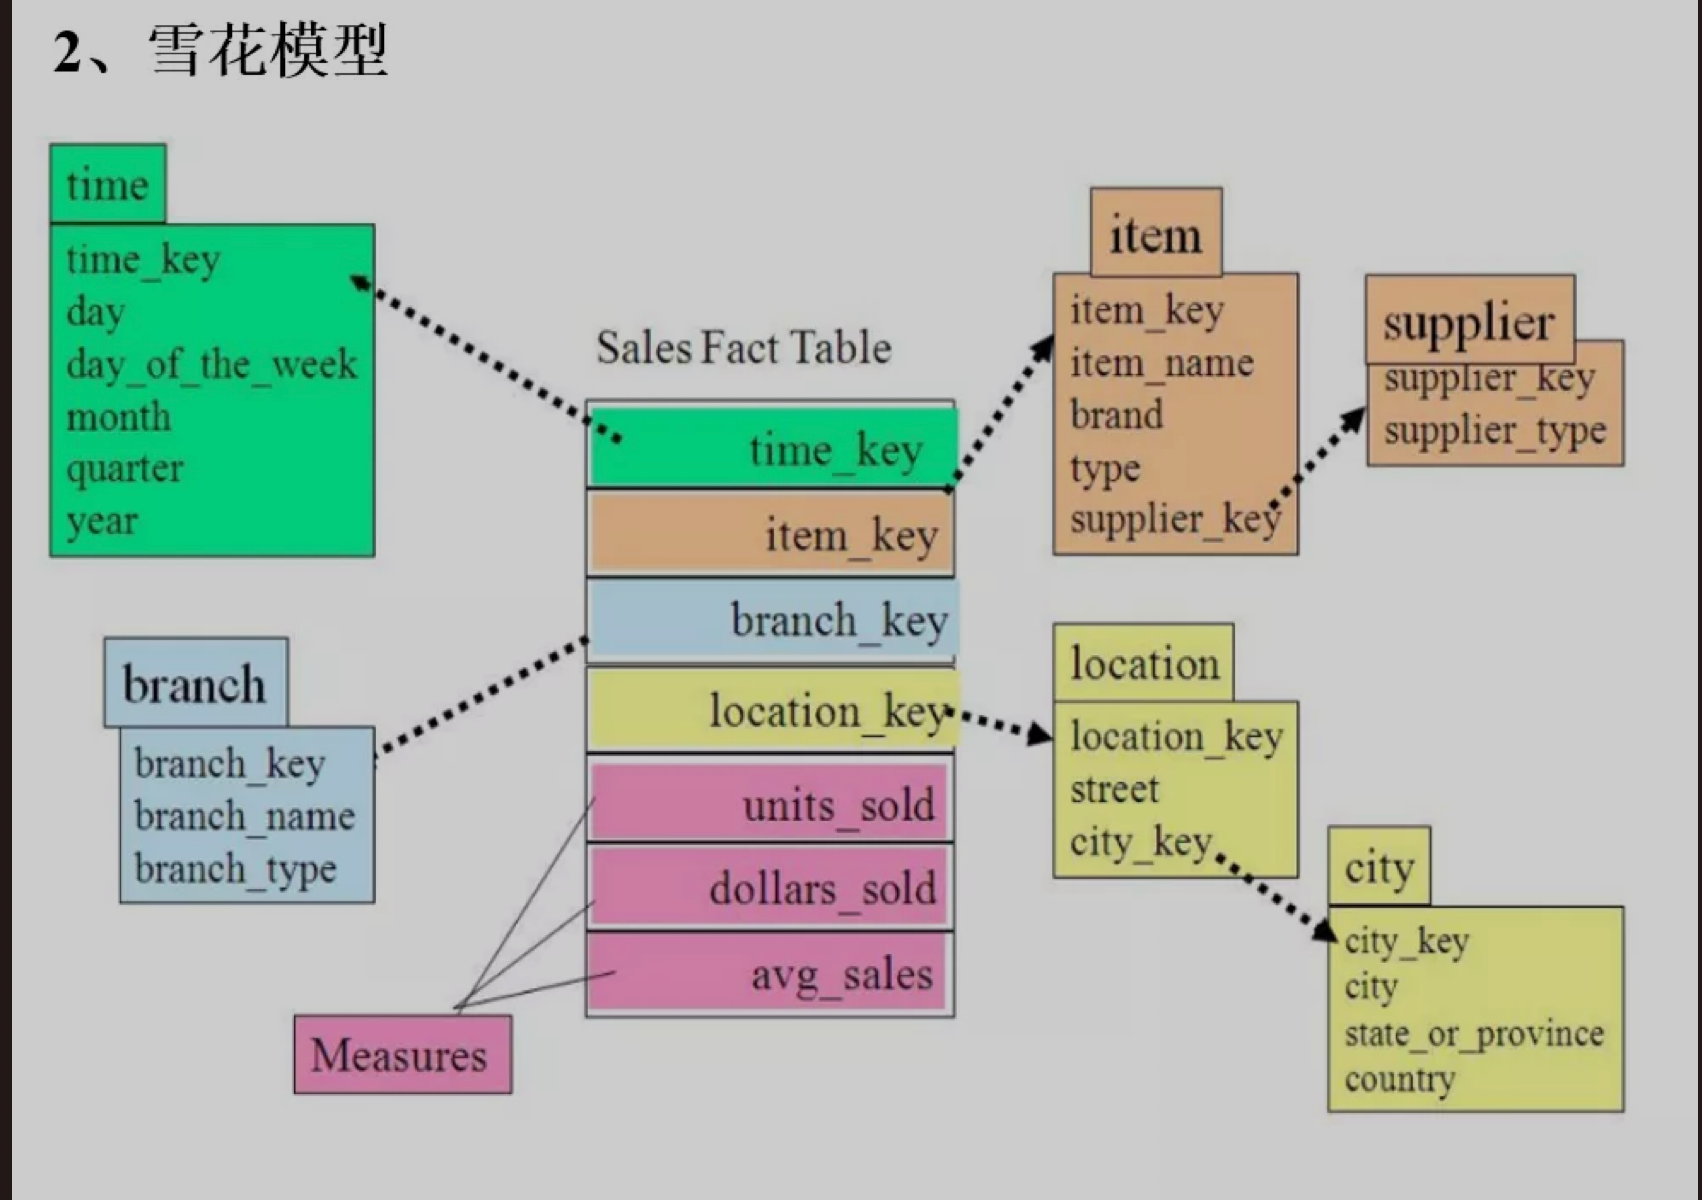 2、雪花模型
time
time_key
day
day_of_the_week
month
quarter
year
branch
branch_key
branch_name
branch_type
Sales Fact Table
time_key
item_key
branch_key
location_key
units_sold
dollars_sold
avg_sales
Measures
item
item_key
item_name
brand
type
supplier_key
supplier
supplier_key
supplier_type
location
location_key
street
city_key
city
city_key
city
state_or_province
country